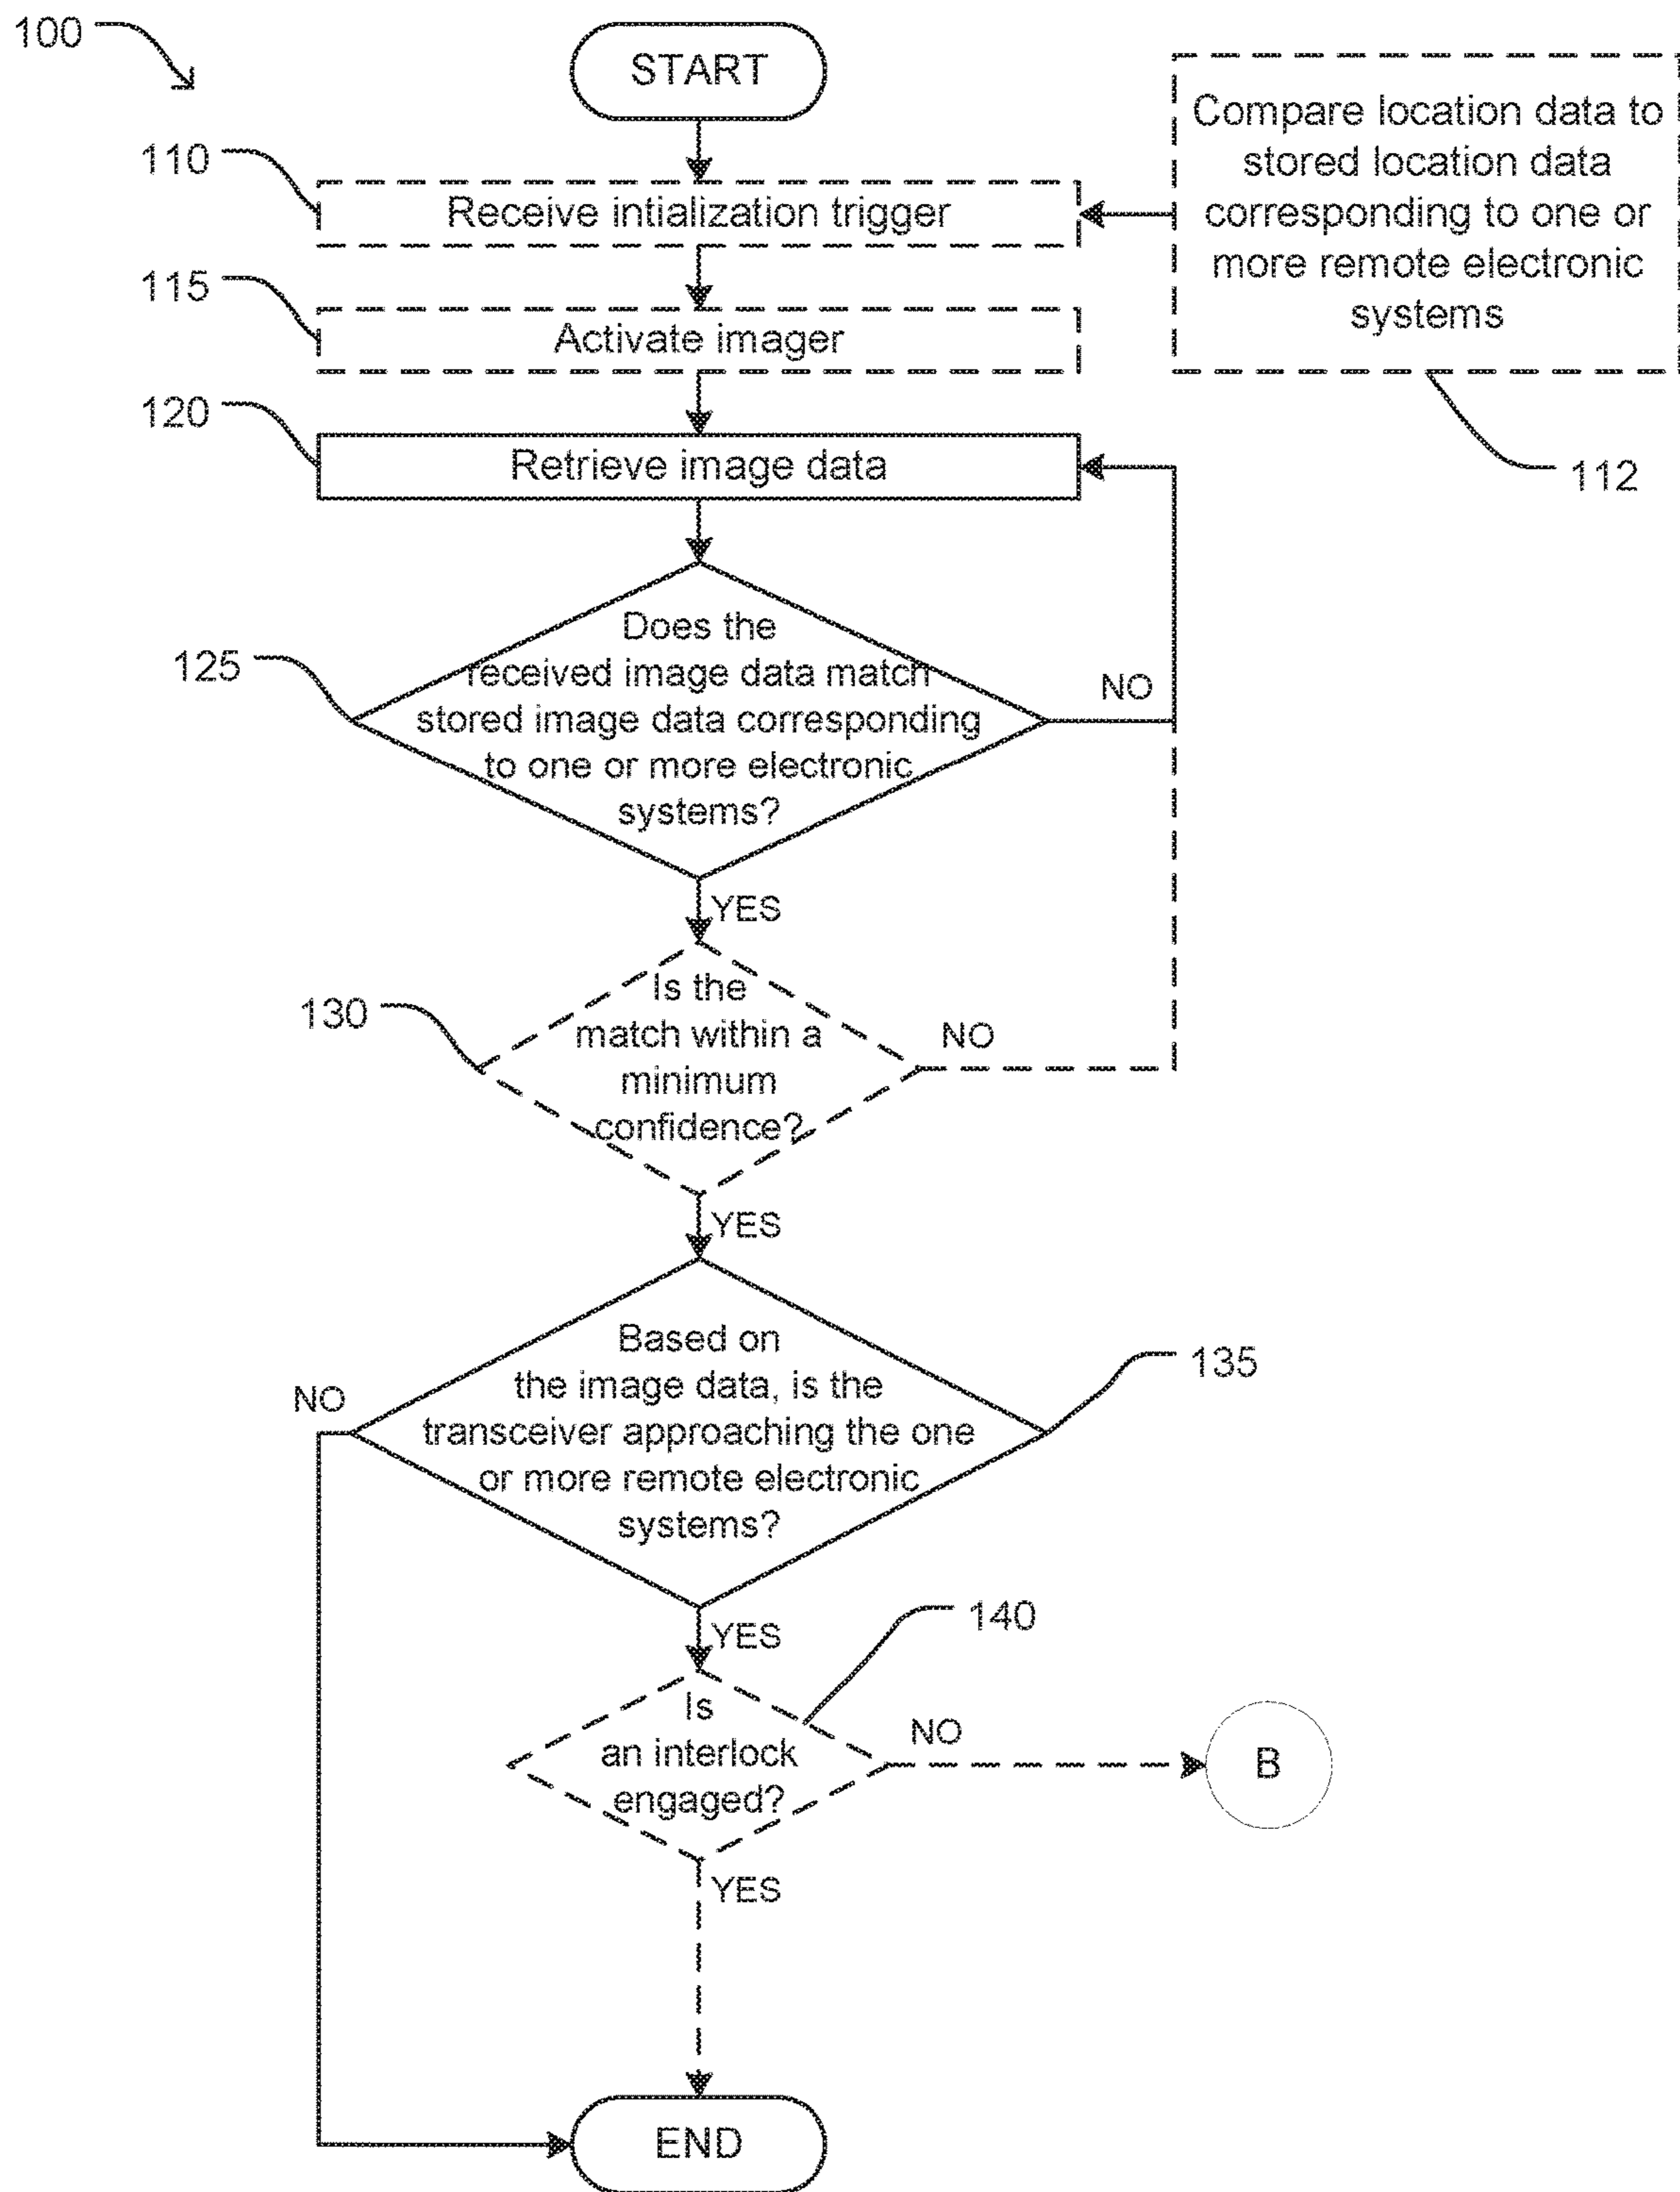 100
START
Compare location data to
stored location data
corresponding to one or
more remote electronic
systems
112
110
Receive intialization trigger
115
Activate imager
120
Retrieve image data
125
Does the
received image data match
stored image data corresponding
to one or more electronic
systems?
NO
YES
130
Is the
match within a
minimum
confidence?
NO
YES
Based on
the image data, is the
transceiver approaching the one
or more remote electronic
systems?
135
NO
YES
140
Is
an interlock
engaged?
NO
B
YES
END